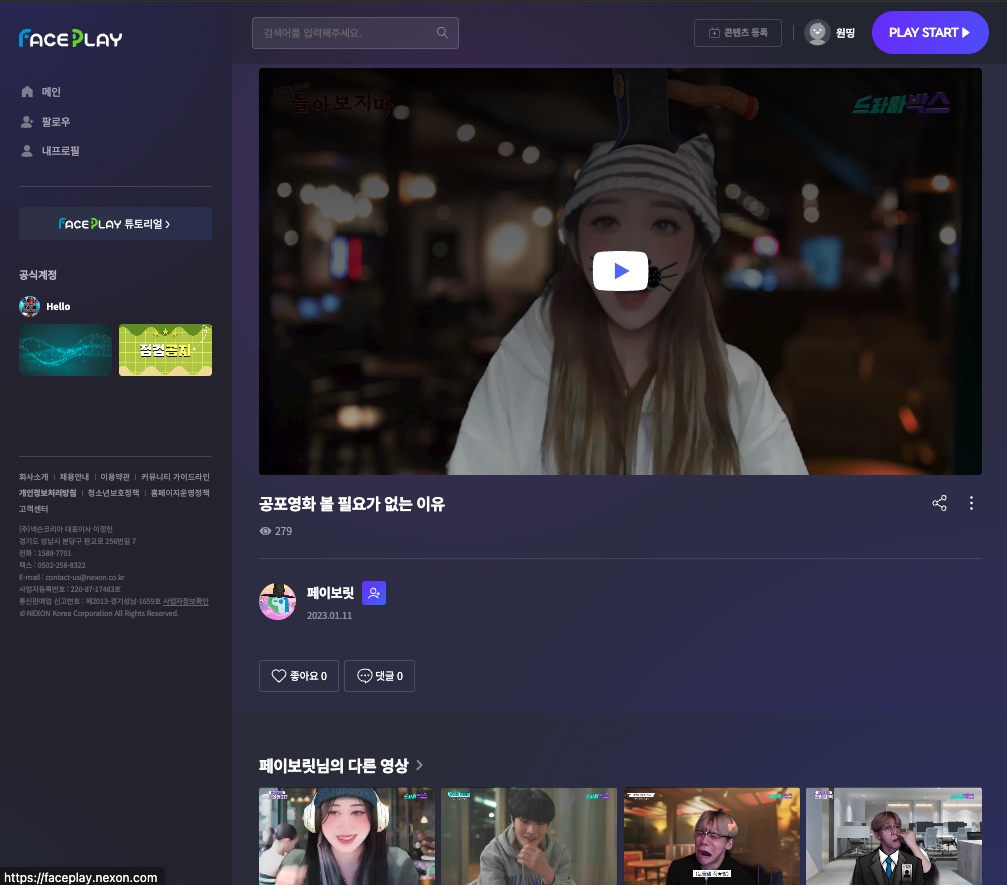 FACEPLAY
검색어를 입력해주세요.
콘텐츠 등록
원띵
PLAY START
메인
팔로우
내프로필
FACEPLAY 튜토리얼
공식계정
Hello
점검공지
회사소개 | 채용안내 | 이용약관 | 커뮤니티 가이드라인
개인정보처리방침 | 청소년보호정책 | 홈페이지운영정책
고객센터
(주)넥슨코리아 대표이사 이정헌
경기도 성남시 분당구 판교로 256번길 7
전화 : 1588-7701
팩스 : 0502-258-8322
E-mail : contact-us@nexon.co.kr
사업자등록번호 : 220-87-17483호
통신판매업 신고번호 : 제2013-경기성남-1659호 사업자정보확인
© NEXON Korea Corporation All Rights Reserved.
돌아보지마
드라마박스
공포영화 볼 필요가 없는 이유
279
페이보릿
2023.01.11
좋아요 0
댓글 0
페이보릿님의 다른 영상
https://faceplay.nexon.com